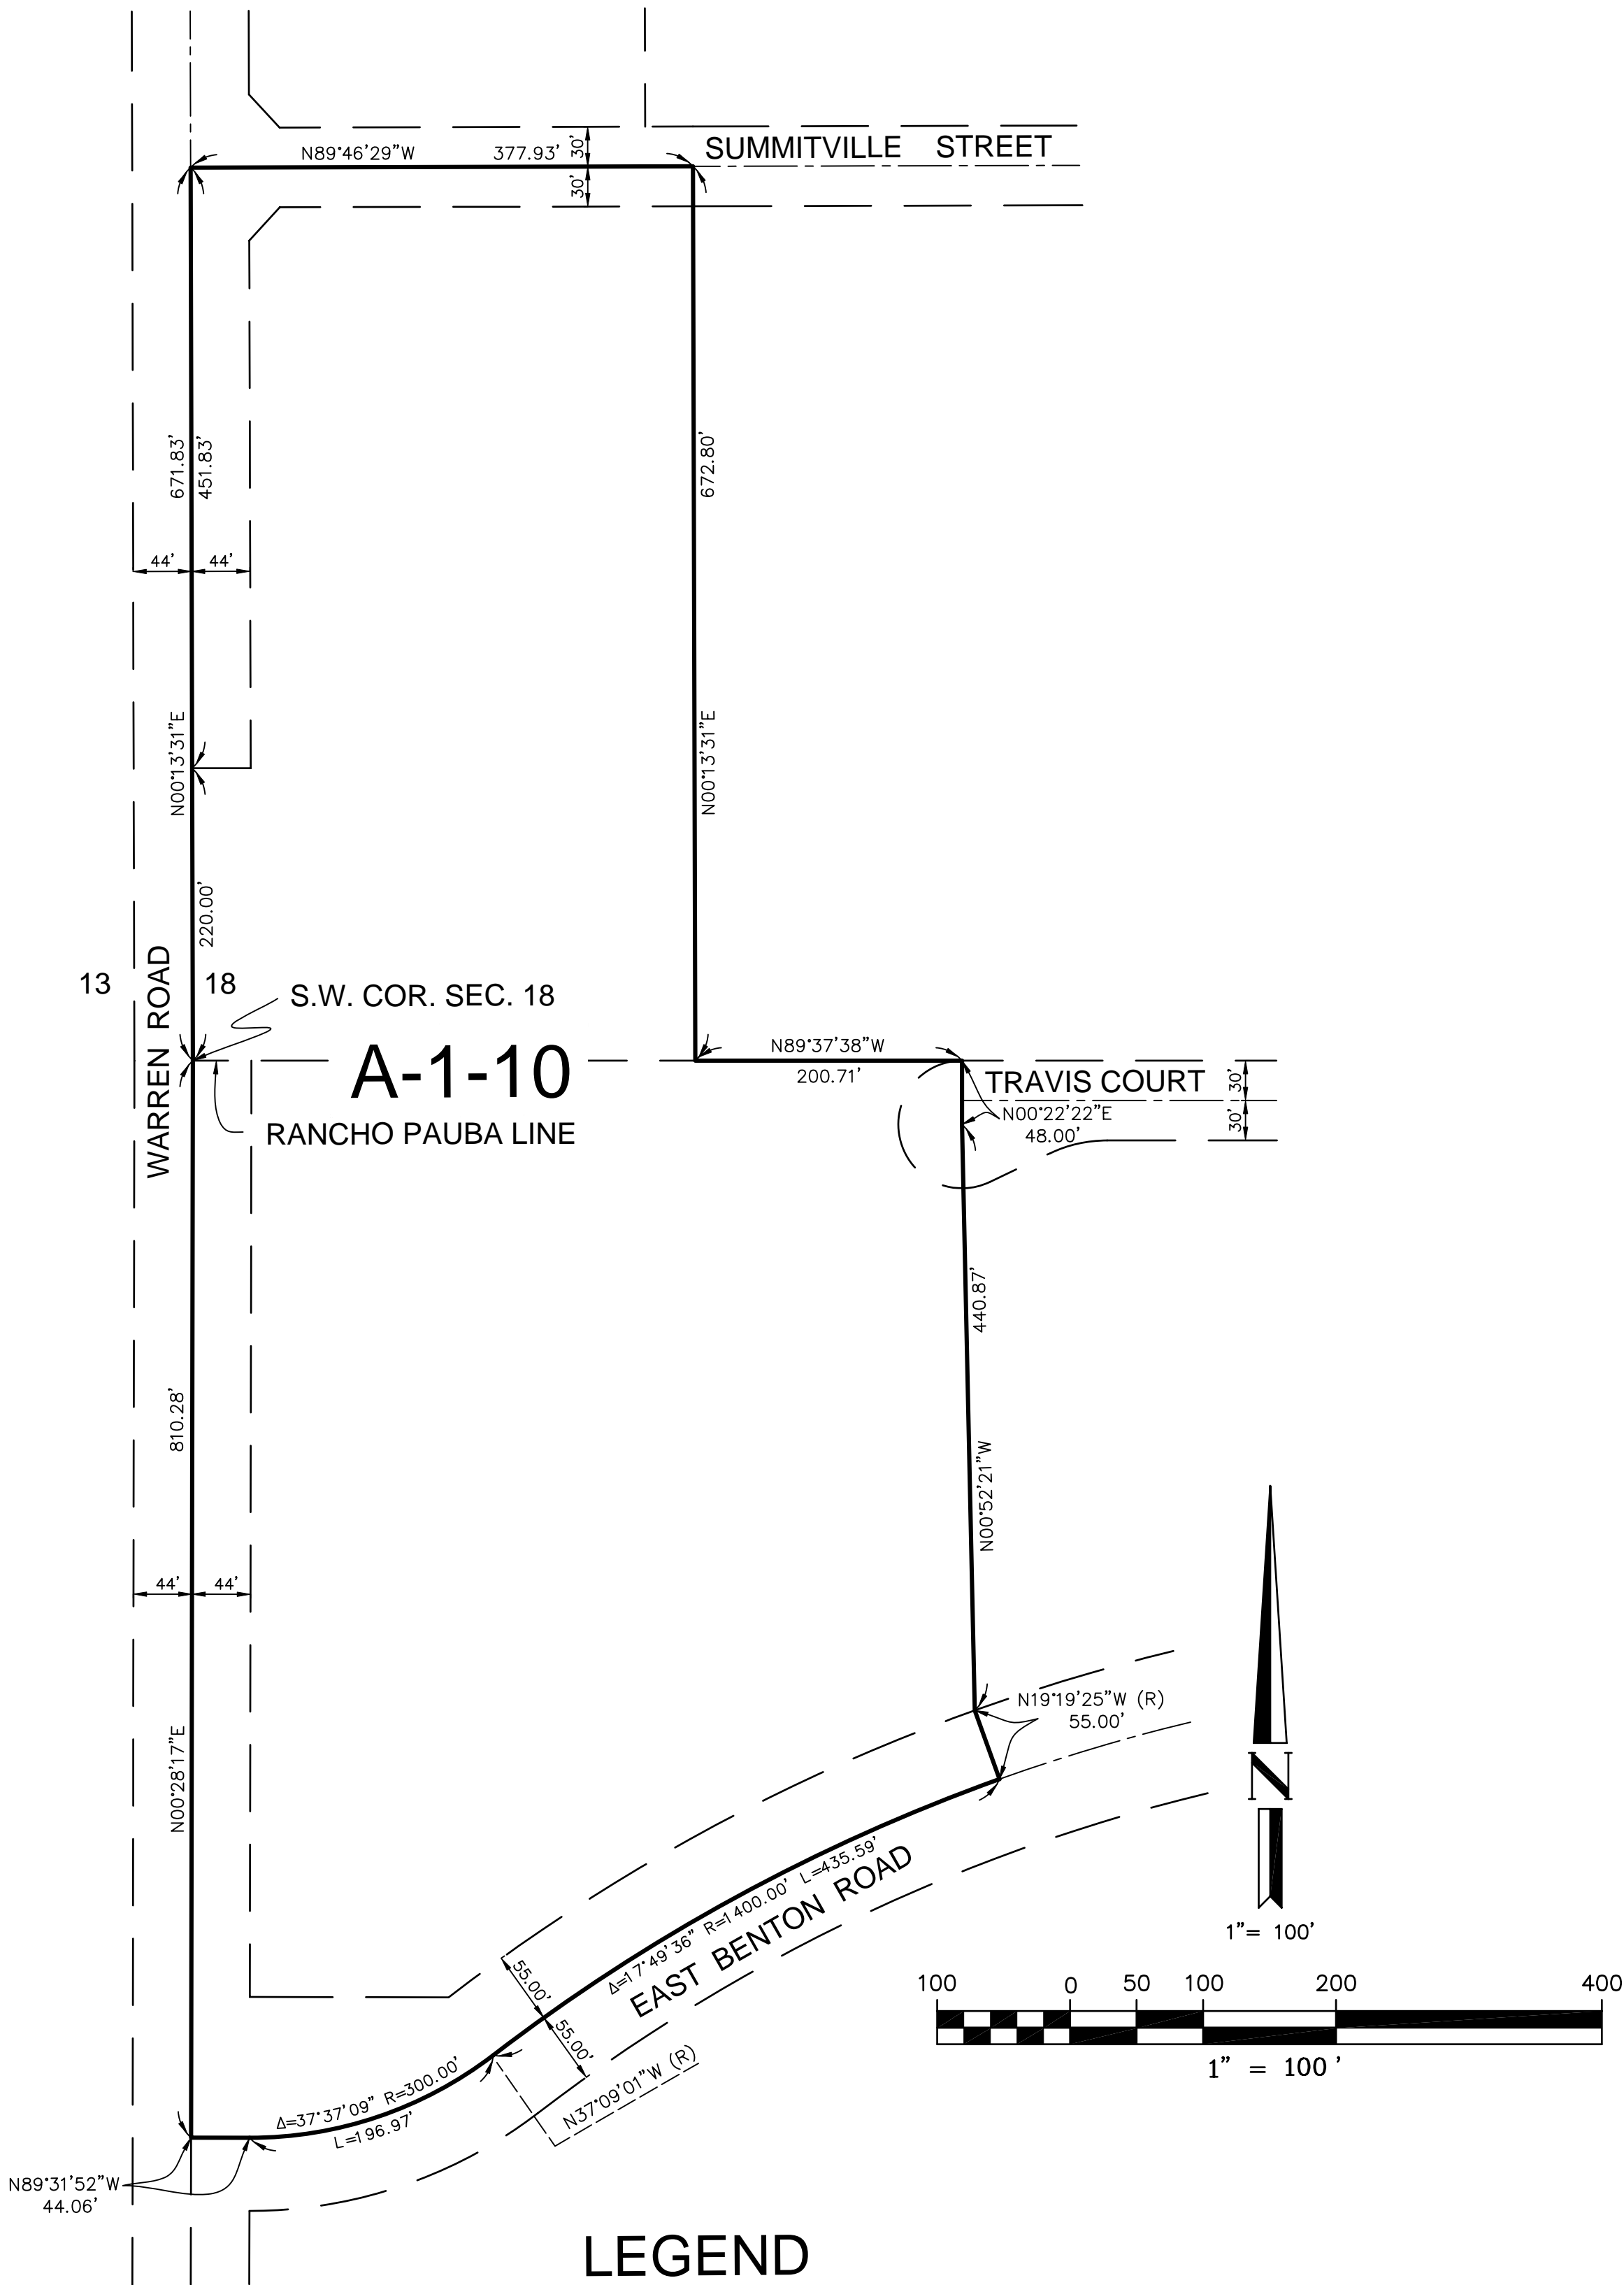 N89°46'29"W 377.93'
30'
30'
SUMMITVILLE STREET
671.83'
451.83'
672.80'
44' 44'
N00°13'31"E
N00°13'31"E
220.00'
13
WARREN ROAD
18
S.W. COR. SEC. 18
A-1-10
RANCHO PAUBA LINE
N89°37'38"W
200.71'
TRAVIS COURT
30'
30'
N00°22'22"E
48.00'
440.87'
810.28'
N00°52'21"W
44' 44'
N00°28'17"E
N19°19'25"W (R)
55.00'
Δ=17°49'36" R=1400.00' L=435.59'
EAST BENTON ROAD
55.00'
55.00'
N37°09'01"W (R)
Δ=37°37'09" R=300.00'
L=196.97'
N89°31'52"W
44.06'
N
1"= 100'
100 0 50 100 200 400
1" = 100 '
LEGEND